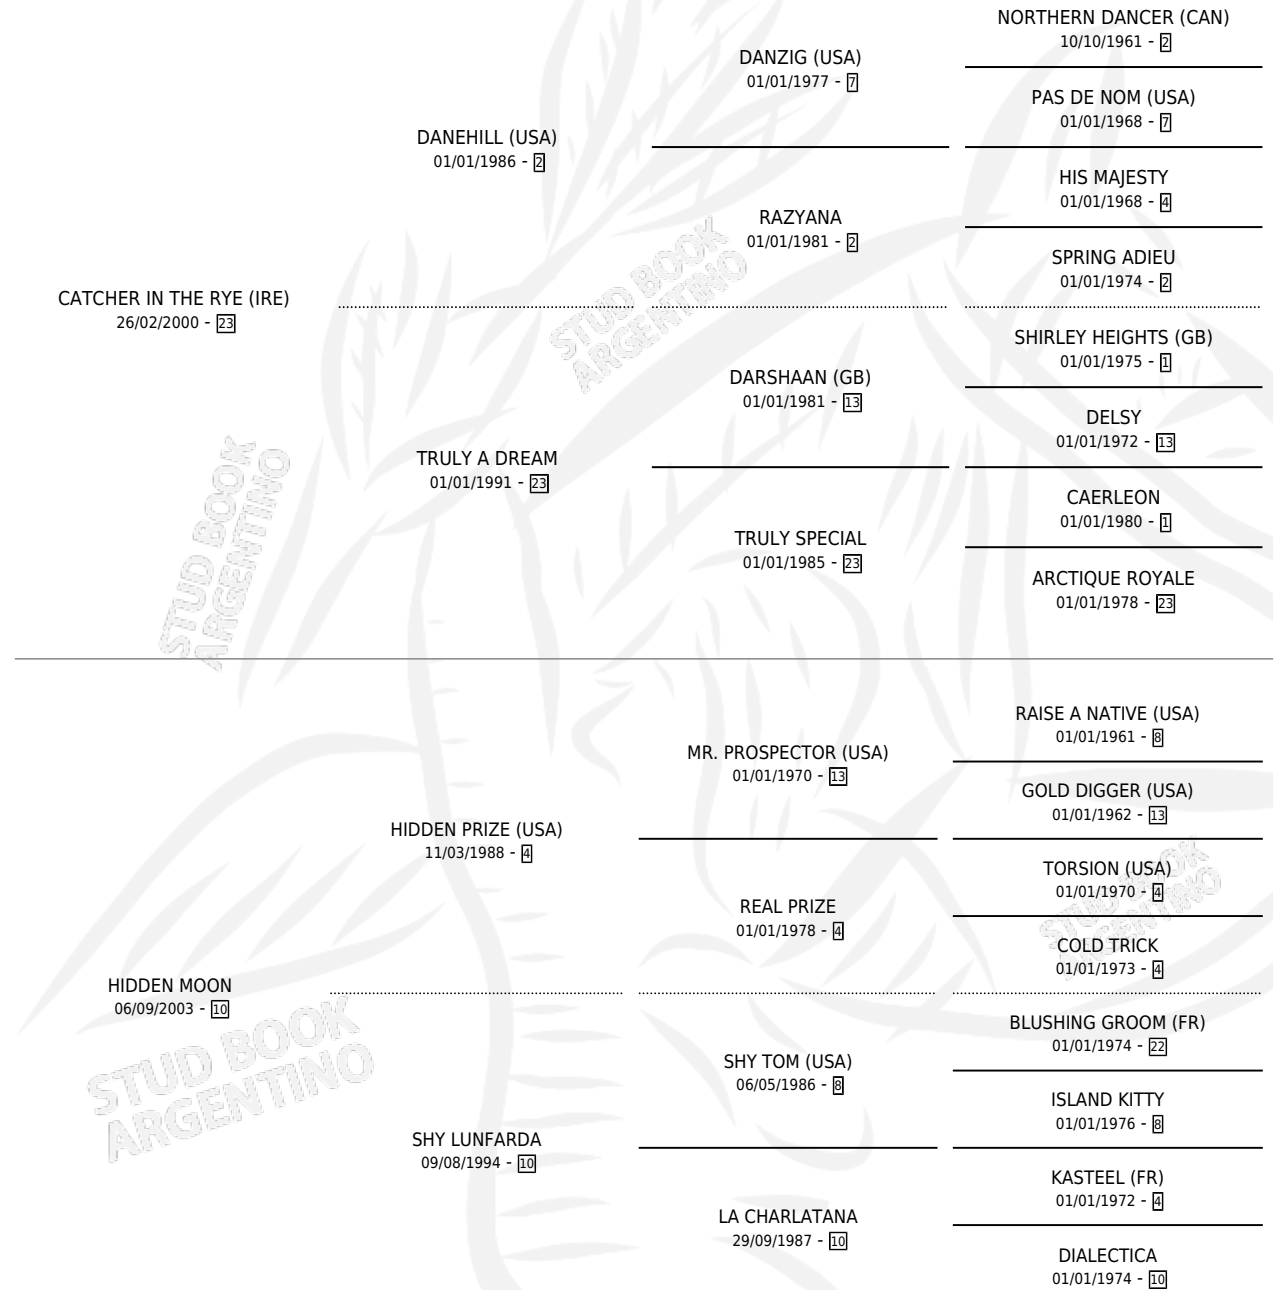 NORTHERN DANCER (CAN)
10/10/1961 - 2
DANZIG (USA)
01/01/1977 - 7
PAS DE NOM (USA)
01/01/1968 - 7
DANEHILL (USA)
01/01/1986 - 2
HIS MAJESTY
01/01/1968 - 4
RAZYANA
01/01/1981 - 2
SPRING ADIEU
01/01/1974 - 2
CATCHER IN THE RYE (IRE)
26/02/2000 - 23
SHIRLEY HEIGHTS (GB)
01/01/1975 - 1
DARSHAAN (GB)
01/01/1981 - 13
DELSY
01/01/1972 - 13
TRULY A DREAM
01/01/1991 - 23
CAERLEON
01/01/1980 - 1
TRULY SPECIAL
01/01/1985 - 23
ARCTIQUE ROYALE
01/01/1978 - 23
STUD BOOK
ARGENTINO
STUD BOOK
ARGENTINO
RAISE A NATIVE (USA)
01/01/1961 - 8
MR. PROSPECTOR (USA)
01/01/1970 - 13
GOLD DIGGER (USA)
01/01/1962 - 13
HIDDEN PRIZE (USA)
11/03/1988 - 4
TORSION (USA)
01/01/1970 - 4
REAL PRIZE
01/01/1978 - 4
COLD TRICK
01/01/1973 - 4
STUD BOOK
ARGENTINO
HIDDEN MOON
06/09/2003 - 10
BLUSHING GROOM (FR)
01/01/1974 - 22
SHY TOM (USA)
06/05/1986 - 8
ISLAND KITTY
01/01/1976 - 8
STUD BOOK
ARGENTINO
SHY LUNFARDA
09/08/1994 - 10
KASTEEL (FR)
01/01/1972 - 4
LA CHARLATANA
29/09/1987 - 10
DIALECTICA
01/01/1974 - 10